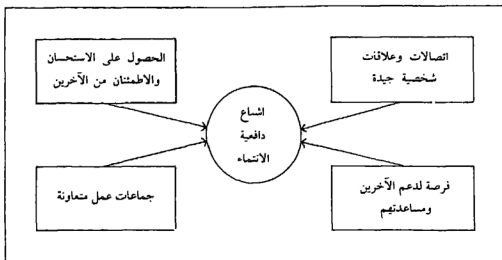 اتصالات وعلاقات
شخصية جيدة
الحصول على الاستحسان
والاطمئنان من الآخرين
اشباع
دافعية
الانتماء
فرصة لدعم الآخرين
ومساعدتهم
جماعات عمل متعاونة